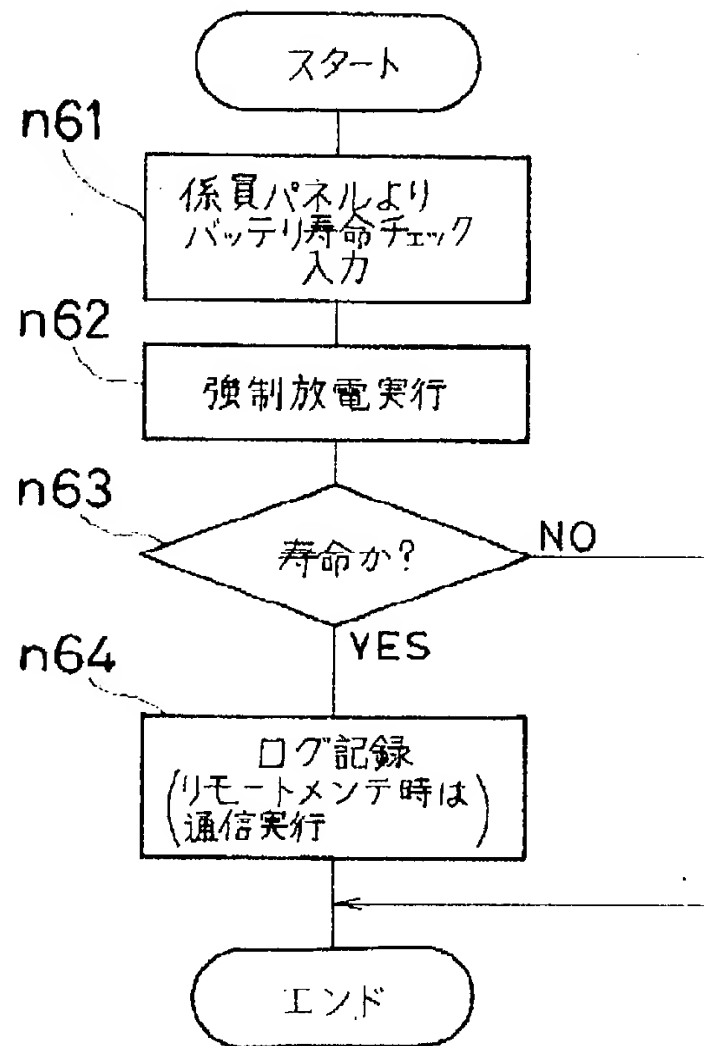 スタート
n61
係員パネルより
バッテリ寿命チェック
入力
n62
強制放電実行
n63
寿命か?
NO
YES
n64
ログ記録
(リモートメンテ時は
通信実行)
エンド